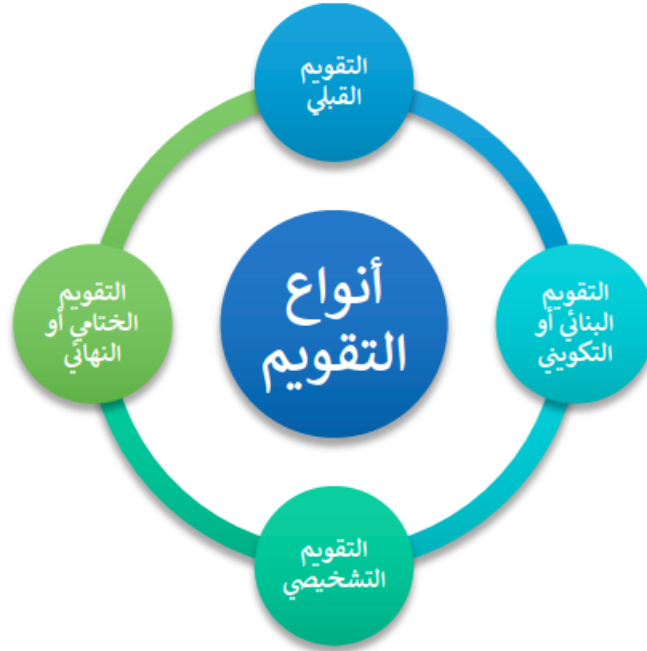 أنواع
التقويم
التقويم
القبلي
التقويم
البنائي أو
التكويني
التقويم
التشخيصي
التقويم
الختامي أو
النهائي